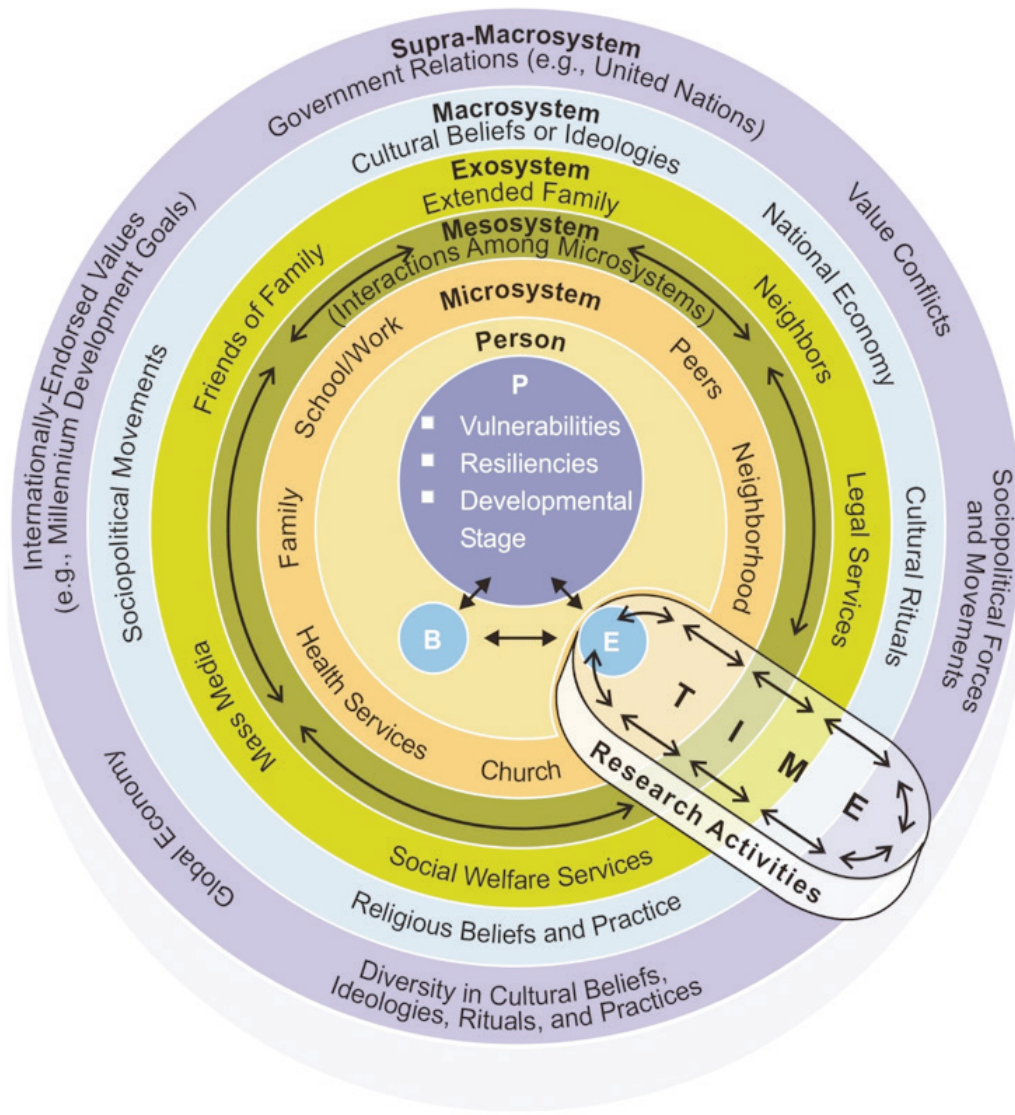 Supra-Macrosystem
Government Relations (e.g., United Nations)
Internationally-Endorsed Values
(e.g., Millennium Development Goals)
Value Conflicts
Sociopolitical Forces
and Movements
Global Economy
Diversity in Cultural Beliefs,
Ideologies, Rituals, and Practices
Macrosystem
Cultural Beliefs or Ideologies
National Economy
Sociopolitical Movements
Cultural Rituals
Religious Beliefs and Practice
Exosystem
Extended Family
Friends of Family
Neighbors
Legal Services
Mass Media
Social Welfare Services
Mesosystem
(Interactions Among Microsystems)
Microsystem
School/Work
Peers
Family
Neighborhood
Health Services
Church
Person
P
Vulnerabilities
Resiliencies
Developmental
Stage
B
E
TIME
Research Activities